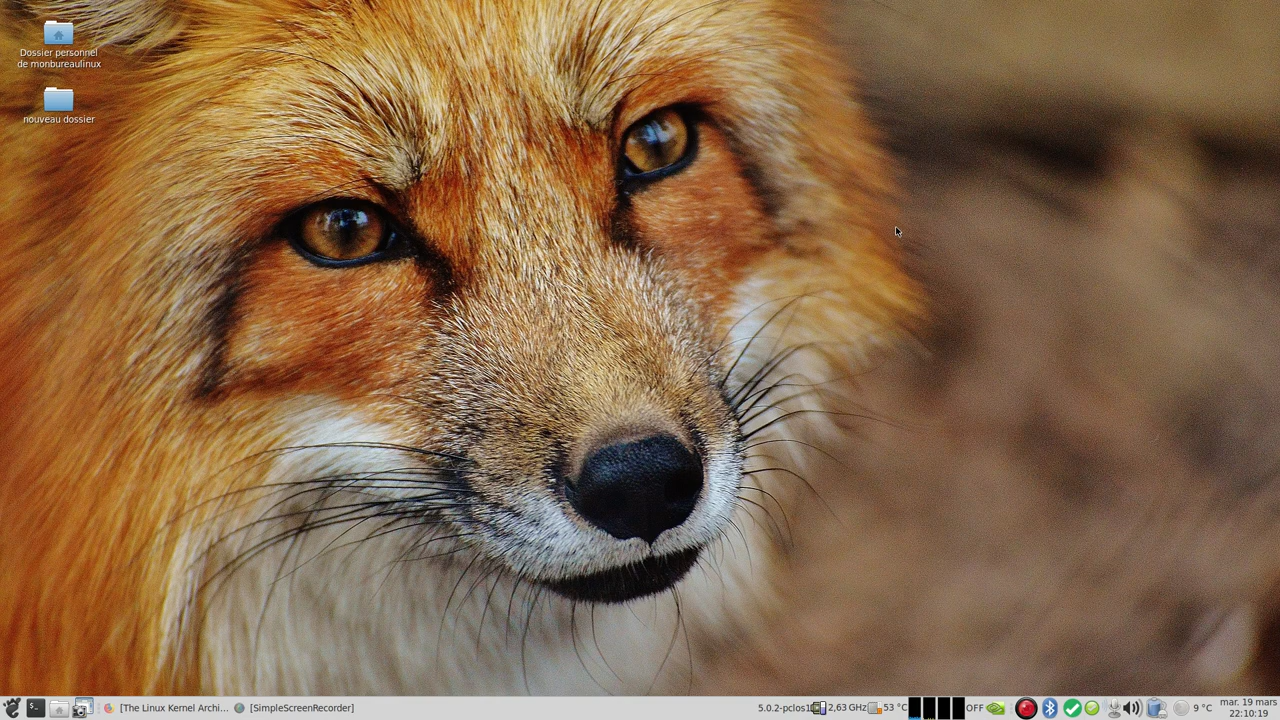 Dossier personnel
de monbureaulinux
nouveau dossier
[The Linux Kernel Archi...
[SimpleScreenRecorder]
5.0.2-pclos1
2,63 GHz
53 °C
OFF
9 °C
mar. 19 mars
22:10:19